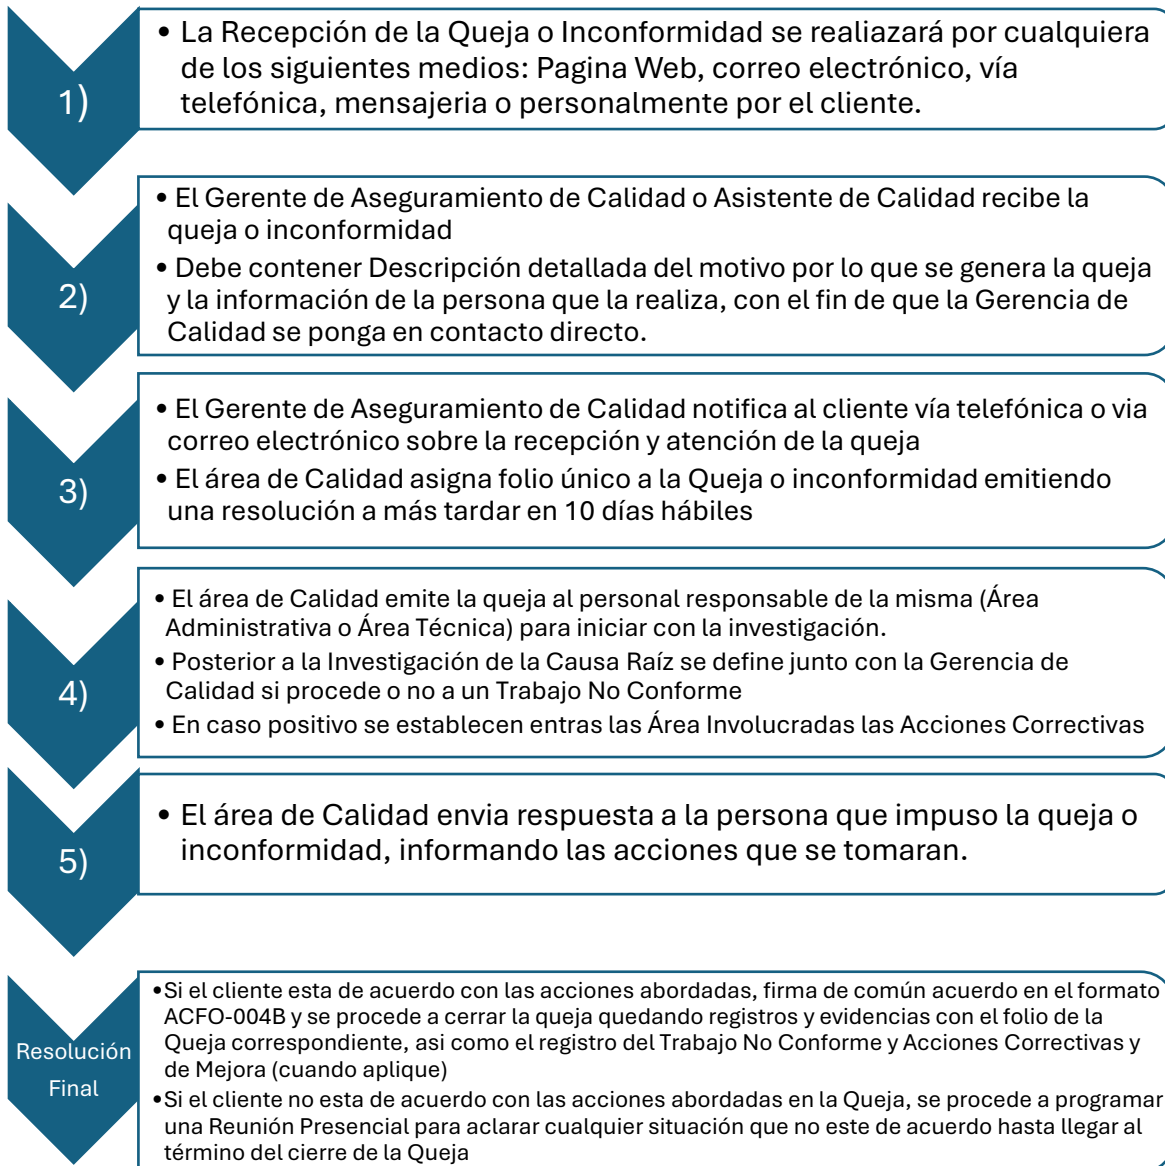 1)
• La Recepción de la Queja o Inconformidad se realiazará por cualquiera
de los siguientes medios: Pagina Web, correo electrónico, vía
telefónica, mensajeria o personalmente por el cliente.
2)
• El Gerente de Aseguramiento de Calidad o Asistente de Calidad recibe la
queja o inconformidad
• Debe contener Descripción detallada del motivo por lo que se genera la queja
y la información de la persona que la realiza, con el fin de que la Gerencia de
Calidad se ponga en contacto directo.
3)
• El Gerente de Aseguramiento de Calidad notifica al cliente vía telefónica o via
correo electrónico sobre la recepción y atención de la queja
• El área de Calidad asigna folio único a la Queja o inconformidad emitiendo
una resolución a más tardar en 10 días hábiles
4)
• El área de Calidad emite la queja al personal responsable de la misma (Área
Administrativa o Área Técnica) para iniciar con la investigación.
• Posterior a la Investigación de la Causa Raíz se define junto con la Gerencia de
Calidad si procede o no a un Trabajo No Conforme
• En caso positivo se establecen entras las Área Involucradas las Acciones Correctivas
5)
• El área de Calidad envia respuesta a la persona que impuso la queja o
inconformidad, informando las acciones que se tomaran.
Resolución
Final
•Si el cliente esta de acuerdo con las acciones abordadas, firma de común acuerdo en el formato
ACFO-004B y se procede a cerrar la queja quedando registros y evidencias con el folio de la
Queja correspondiente, asi como el registro del Trabajo No Conforme y Acciones Correctivas y
de Mejora (cuando aplique)
•Si el cliente no esta de acuerdo con las acciones abordadas en la Queja, se procede a programar
una Reunión Presencial para aclarar cualquier situación que no este de acuerdo hasta llegar al
término del cierre de la Queja